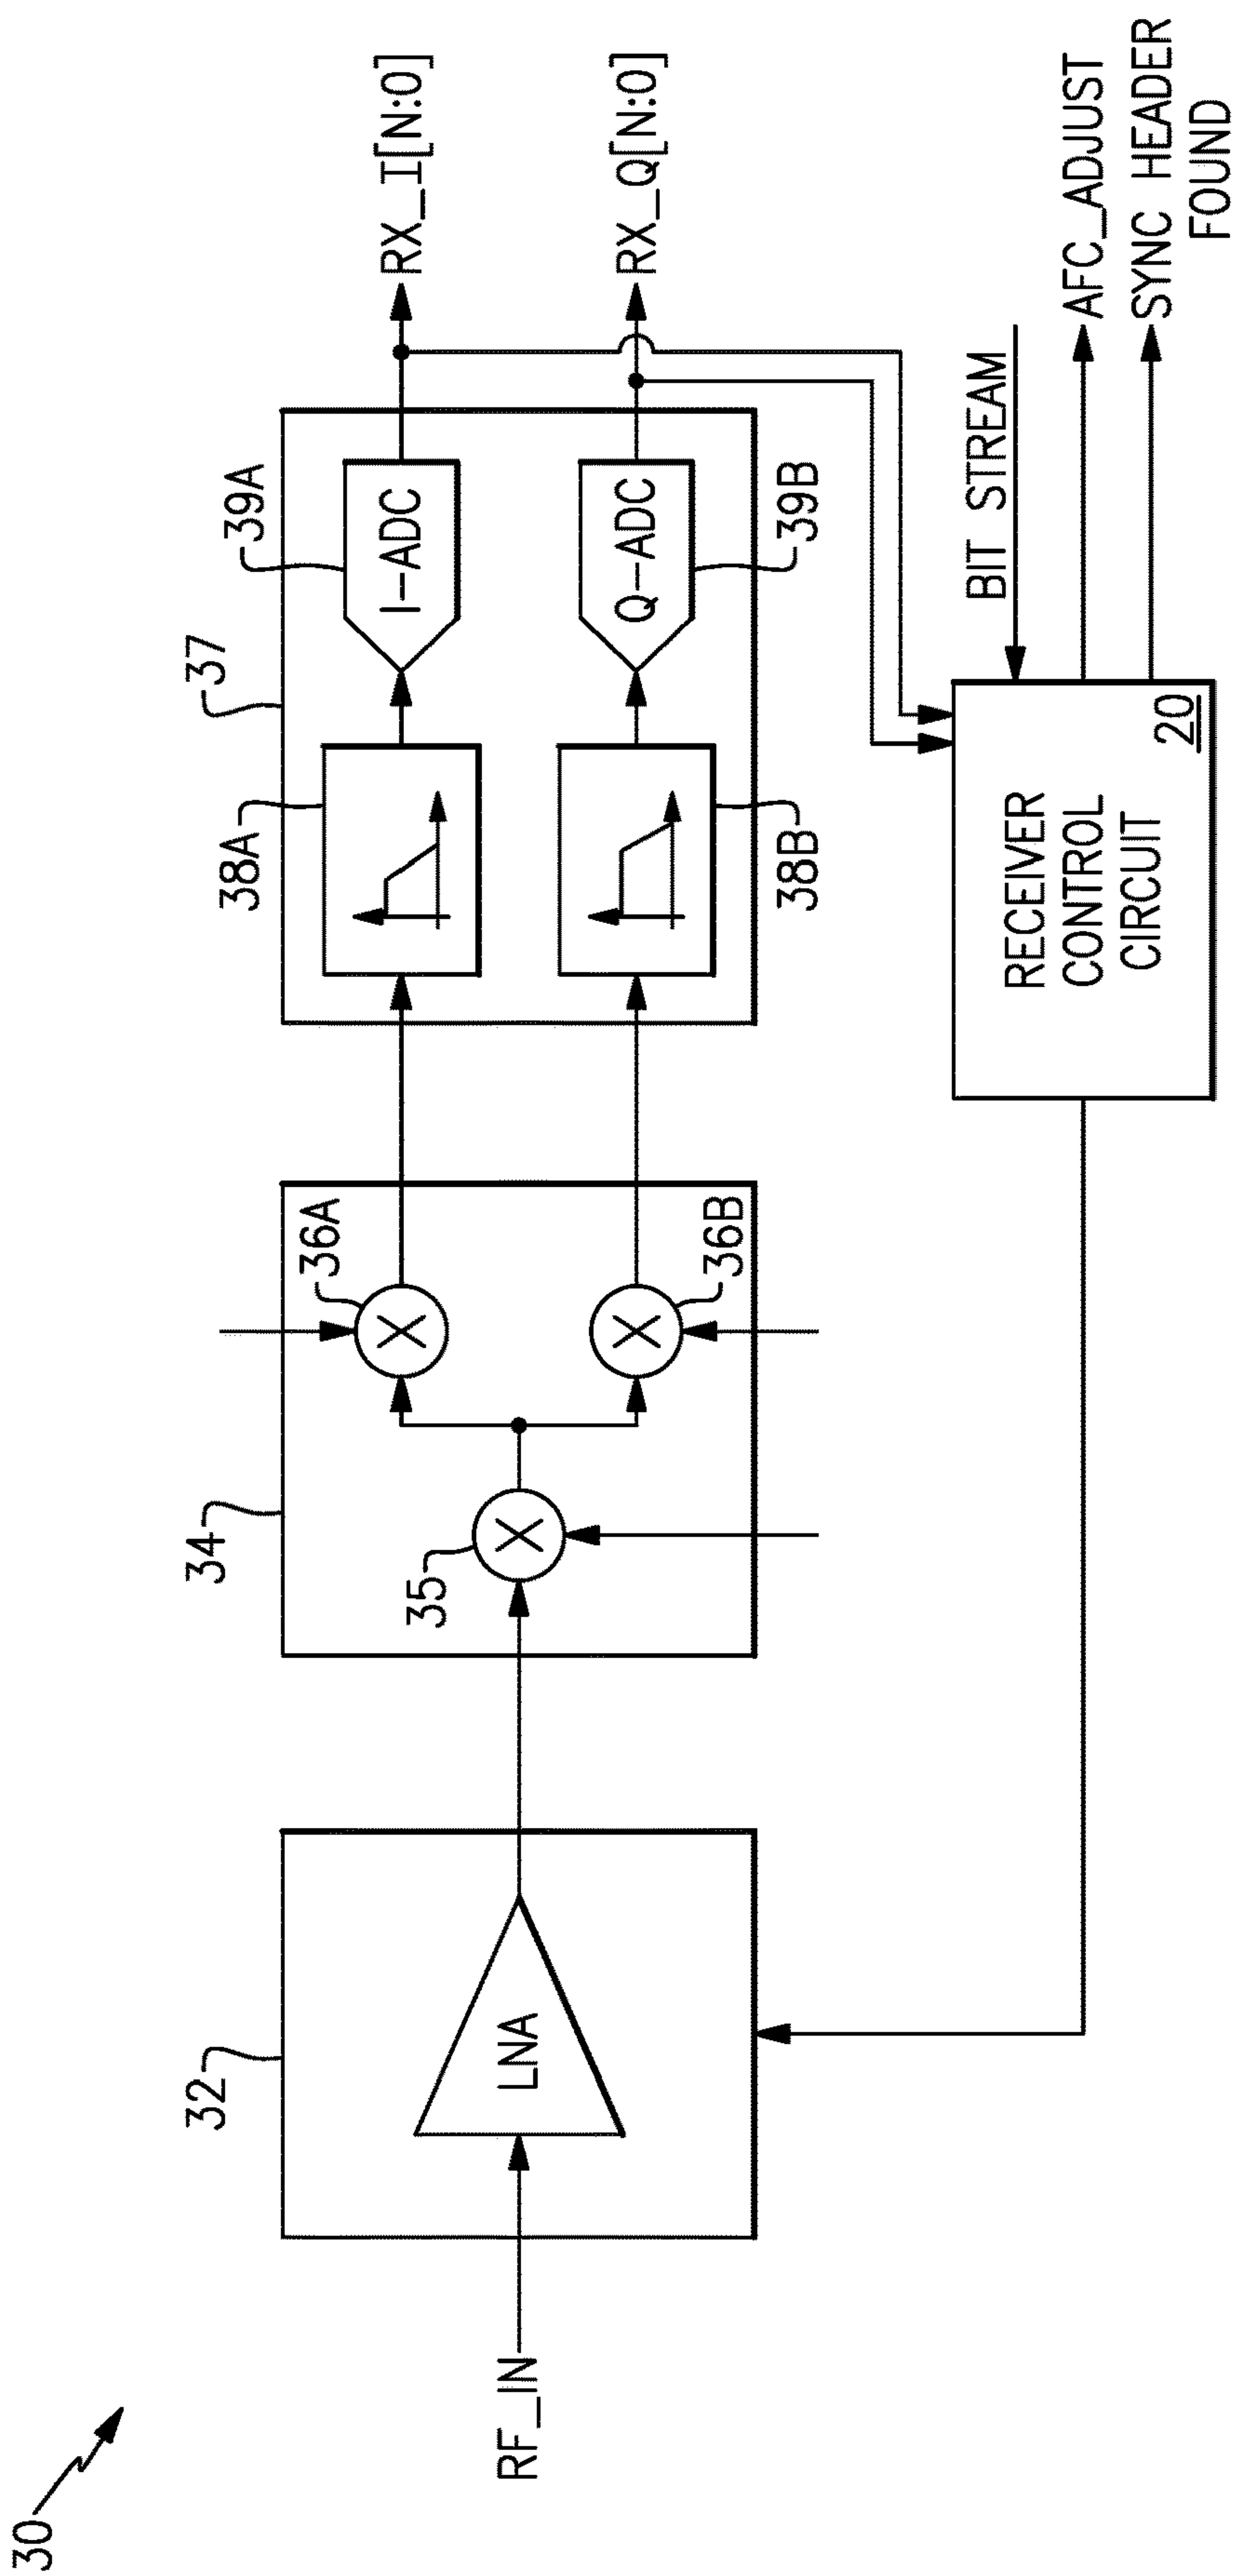 30
RF_IN
32
LNA
34
35
36A
36B
37
38A
38B
39A
I-ADC
Q-ADC
39B
RX_I[N:0]
RX_Q[N:0]
BIT STREAM
AFC_ADJUST
SYNC HEADER
FOUND
RECEIVER
CONTROL
CIRCUIT
20